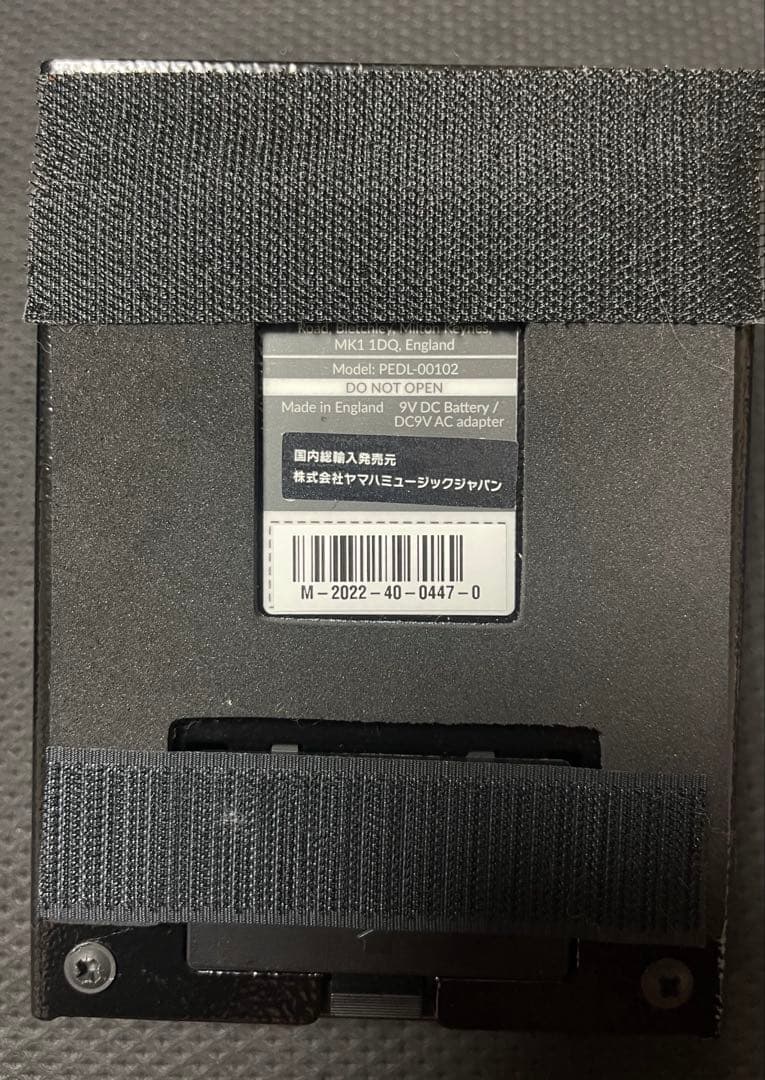 Road, Bletchley, Milton Keynes,
MK1 1DQ, England
Model: PEDL-00102
DO NOT OPEN
Made in England 9V DC Battery /
DC9V AC adapter
国内総輸入発売元
株式会社ヤマハミュージックジャパン
M-2022-40-0447-0